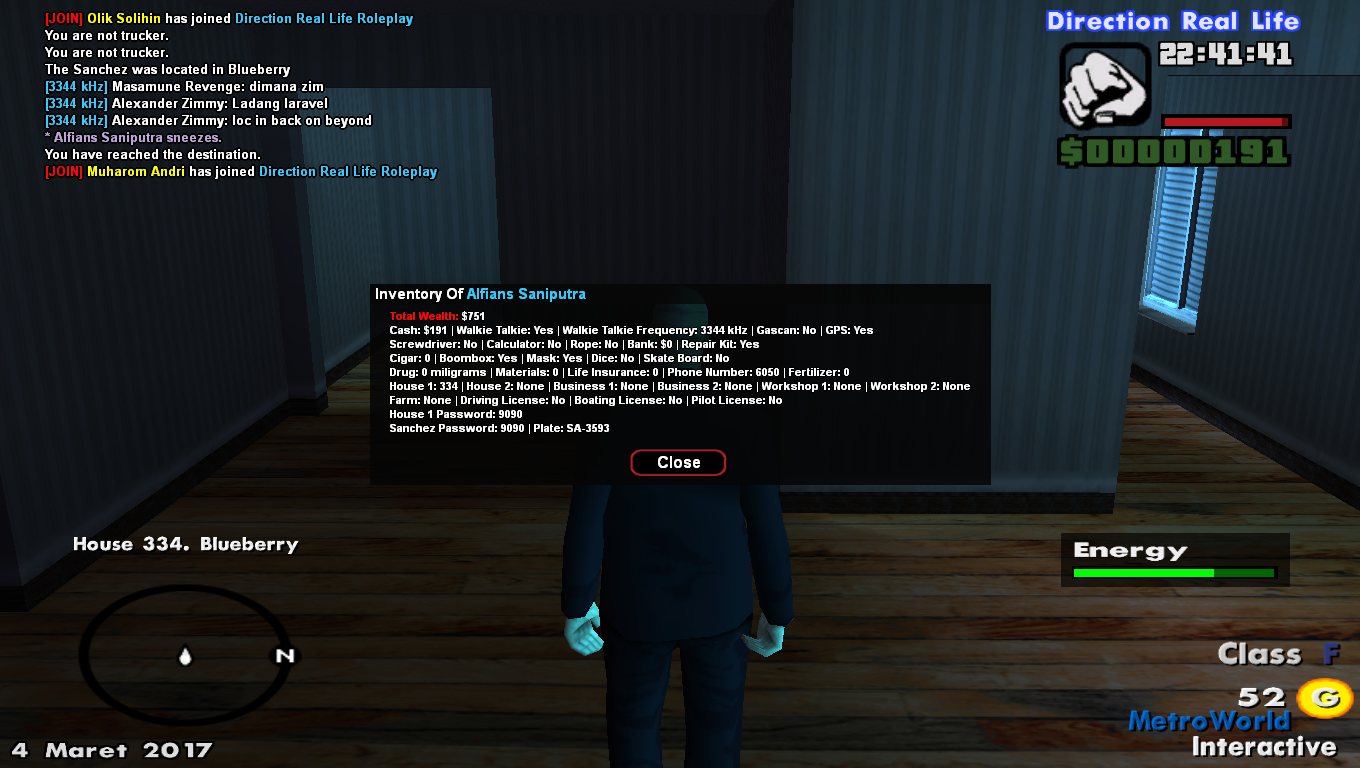 [JOIN] Olik Solihin has joined Direction Real Life Roleplay
You are not trucker.
You are not trucker.
The Sanchez was located in Blueberry
[3344 kHz] Masamune Revenge: dimana zim
[3344 kHz] Alexander Zimmy: Ladang laravel
[3344 kHz] Alexander Zimmy: loc in back on beyond
* Alfians Saniputra sneezes.
You have reached the destination.
[JOIN] Muharom Andri has joined Direction Real Life Roleplay
Direction Real Life
22:41:41
$00000191
Inventory Of Alfians Saniputra
Total Wealth: $751
Cash: $191 | Walkie Talkie: Yes | Walkie Talkie Frequency: 3344 kHz | Gascan: No | GPS: Yes
Screwdriver: No | Calculator: No | Rope: No | Bank: $0 | Repair Kit: Yes
Cigar: 0 | Boombox: Yes | Mask: Yes | Dice: No | Skate Board: No
Drug: 0 miligrams | Materials: 0 | Life Insurance: 0 | Phone Number: 6050 | Fertilizer: 0
House 1: 334 | House 2: None | Business 1: None | Business 2: None | Workshop 1: None | Workshop 2: None
Farm: None | Driving License: No | Boating License: No | Pilot License: No
House 1 Password: 9090
Sanchez Password: 9090 | Plate: SA-3593
Close
House 334. Blueberry
N
Energy
Class F
52 G
MetroWorld
Interactive
4 Maret 2017